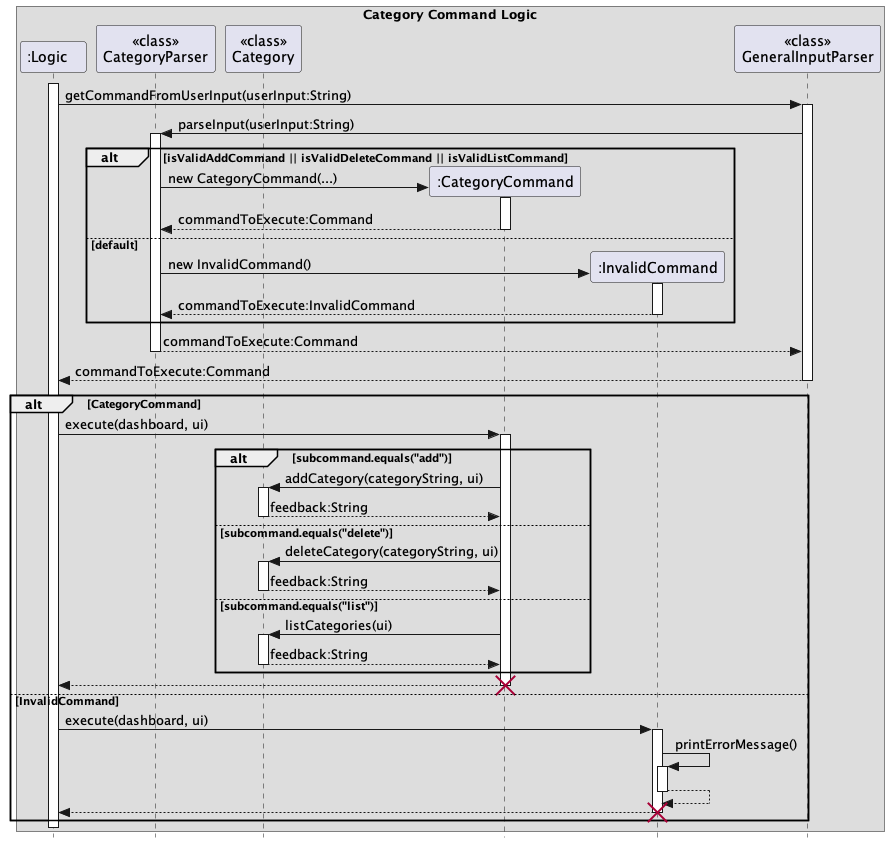 Category Command Logic
:Logic
«class»
CategoryParser
«class»
Category
«class»
GeneralInputParser
getCommandFromUserInput(userInput:String)
parseInput(userInput:String)
alt
[isValidAddCommand || isValidDeleteCommand || isValidListCommand]
new CategoryCommand(...)
:CategoryCommand
commandToExecute:Command
[default]
new InvalidCommand()
:InvalidCommand
commandToExecute:InvalidCommand
commandToExecute:Command
commandToExecute:Command
alt
[CategoryCommand]
execute(dashboard, ui)
alt
[subcommand.equals("add")]
addCategory(categoryString, ui)
feedback:String
[subcommand.equals("delete")]
deleteCategory(categoryString, ui)
feedback:String
[subcommand.equals("list")]
listCategories(ui)
feedback:String
[InvalidCommand]
execute(dashboard, ui)
printErrorMessage()